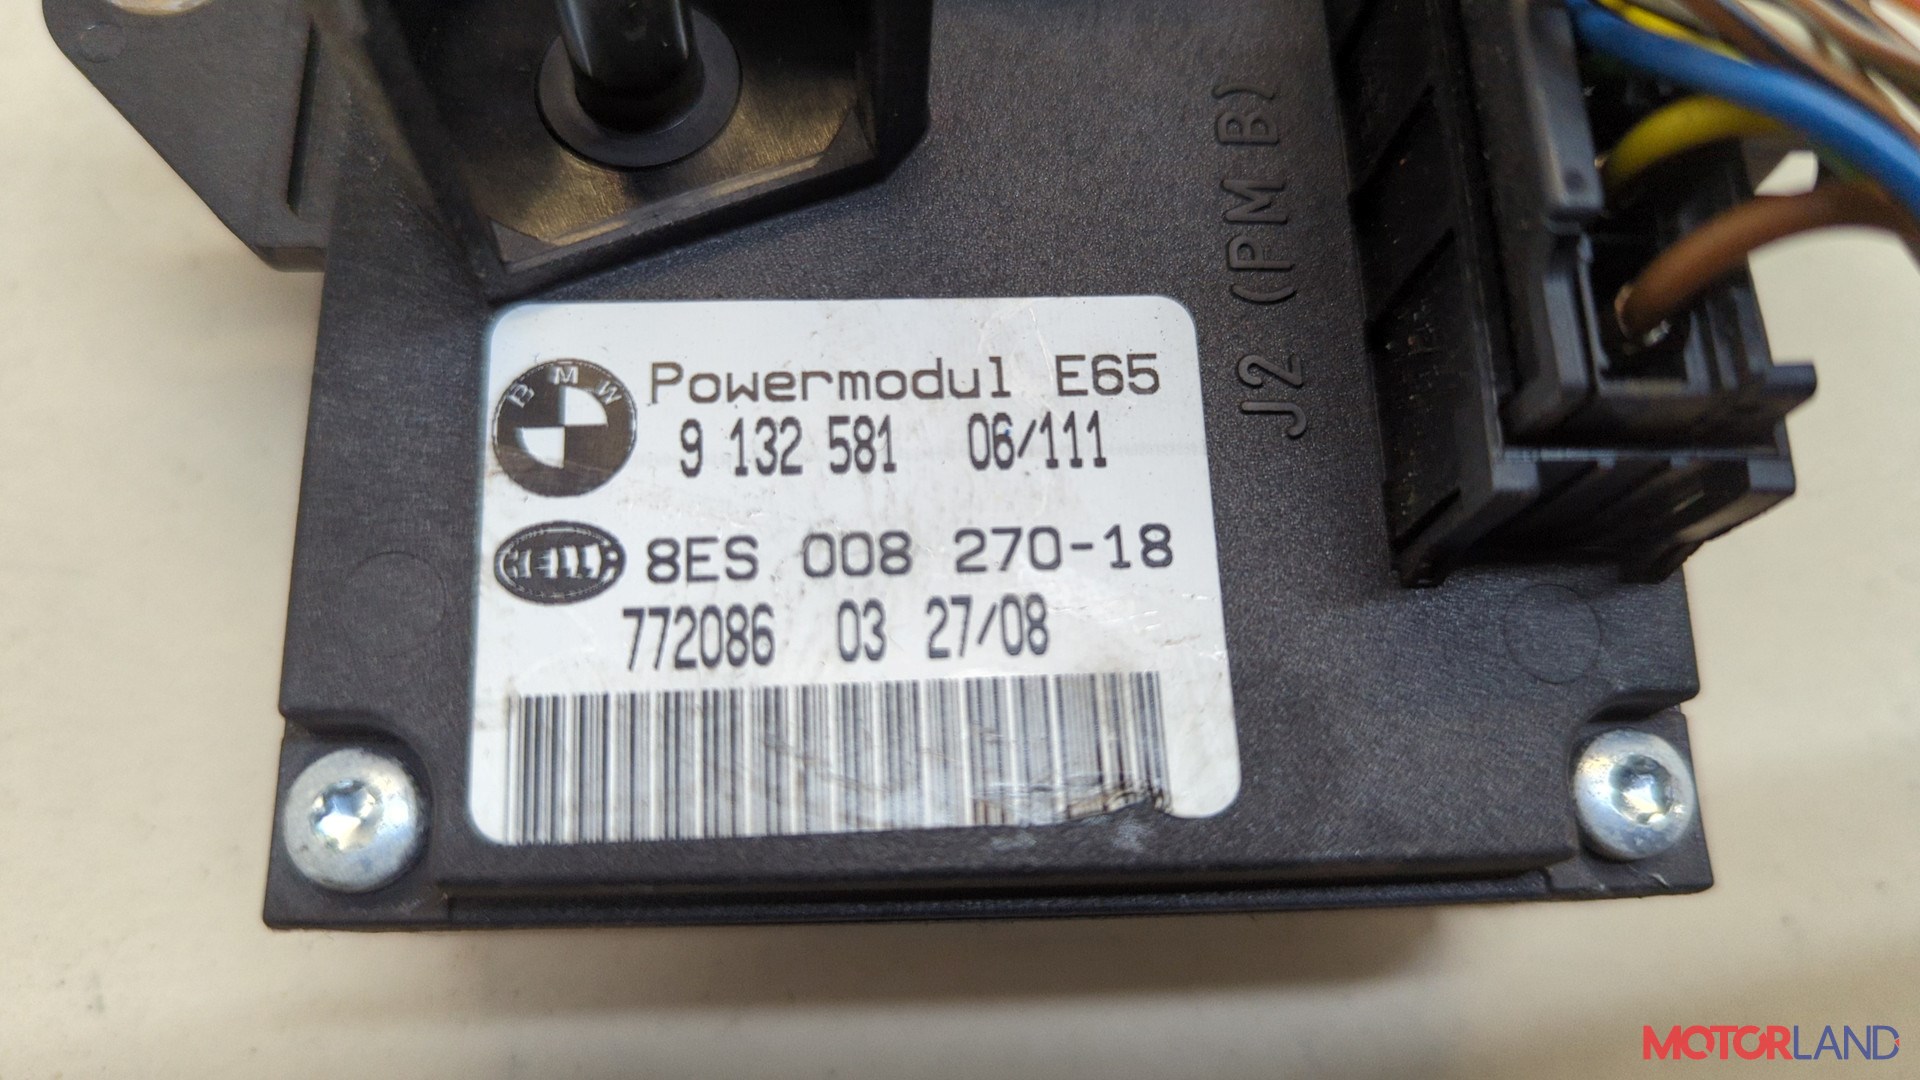 J2 (PM B)
BMW
Powermodul E65
9 132 581 06/111
8ES 008 270-18
772086 03 27/08
MOTORLAND